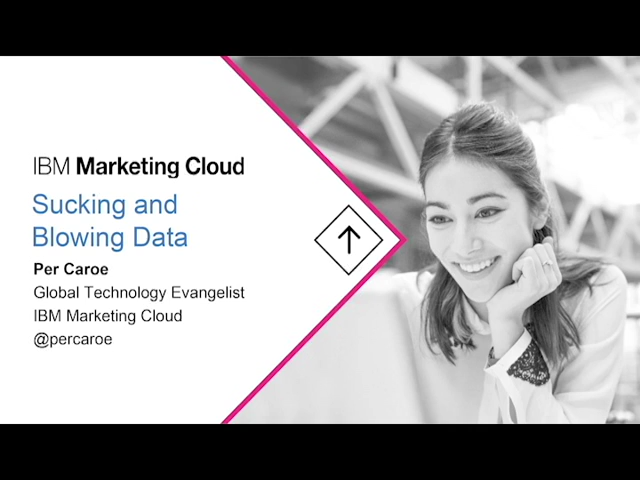 IBM Marketing Cloud
Sucking and
Blowing Data
Per Caroe
Global Technology Evangelist
IBM Marketing Cloud
@percaroe